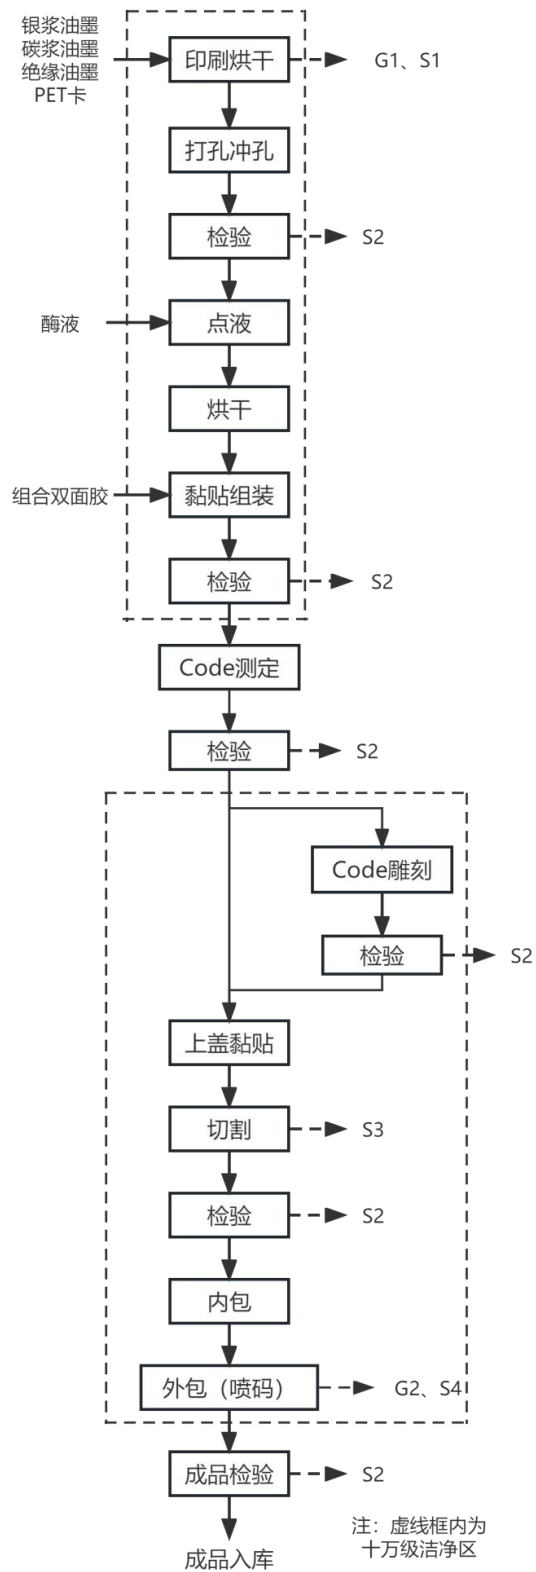 银浆油墨
碳浆油墨
绝缘油墨
PET卡
印刷烘干
G1、S1
打孔冲孔
检验
S2
酶液
点液
烘干
组合双面胶
黏贴组装
检验
S2
Code测定
检验
S2
Code雕刻
检验
S2
上盖黏贴
切割
S3
检验
S2
内包
外包（喷码）
G2、S4
成品检验
S2
注：虚线框内为
十万级洁净区
成品入库